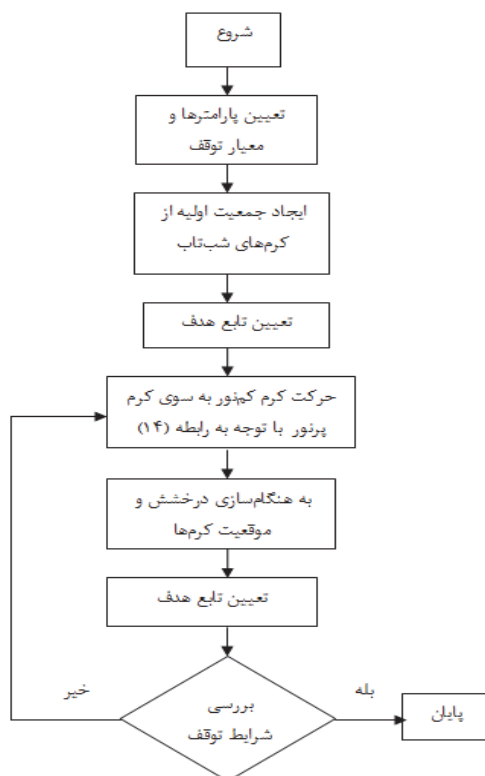 شروع
تعیین پارامترها و
معیار توقف
ایجاد جمعیت اولیه از
کرم‌های شب‌تاب
تعیین تابع هدف
حرکت کرم کم‌نور به سوی کرم
پرنور با توجه به رابطه (۱۴)
به هنگام‌سازی درخشش و
موقعیت کرم‌ها
تعیین تابع هدف
خیر
بله
بررسی
شرایط توقف
پایان